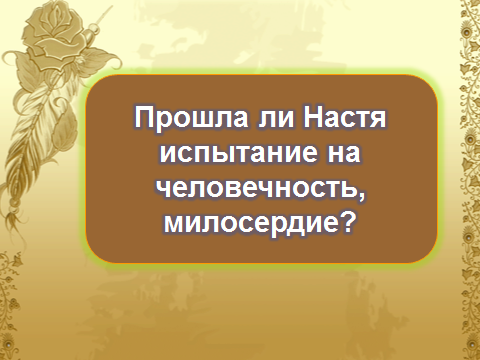 Прошла ли Настя
испытание на
человечность,
милосердие?